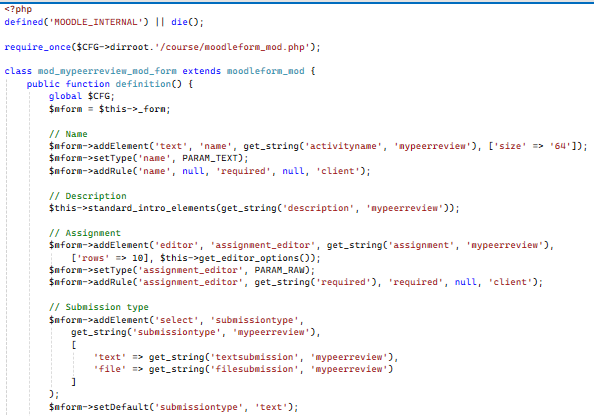 <?php
defined('MOODLE_INTERNAL') || die();

require_once($CFG->dirroot.'/course/moodleform_mod.php');

class mod_mypeerreview_mod_form extends moodleform_mod {
    public function definition() {
        global $CFG;
        $mform = $this->_form;

        // Name
        $mform->addElement('text', 'name', get_string('activityname', 'mypeerreview'), ['size' => '64']);
        $mform->setType('name', PARAM_TEXT);
        $mform->addRule('name', null, 'required', null, 'client');

        // Description
        $this->standard_intro_elements(get_string('description', 'mypeerreview'));

        // Assignment
        $mform->addElement('editor', 'assignment_editor', get_string('assignment', 'mypeerreview'),
            ['rows' => 10], $this->get_editor_options());
        $mform->setType('assignment_editor', PARAM_RAW);
        $mform->addRule('assignment_editor', get_string('required'), 'required', null, 'client');

        // Submission type
        $mform->addElement('select', 'submissiontype',
            get_string('submissiontype', 'mypeerreview'),
            [
                'text' => get_string('textsubmission', 'mypeerreview'),
                'file' => get_string('filesubmission', 'mypeerreview')
            ]
        );
        $mform->setDefault('submissiontype', 'text');